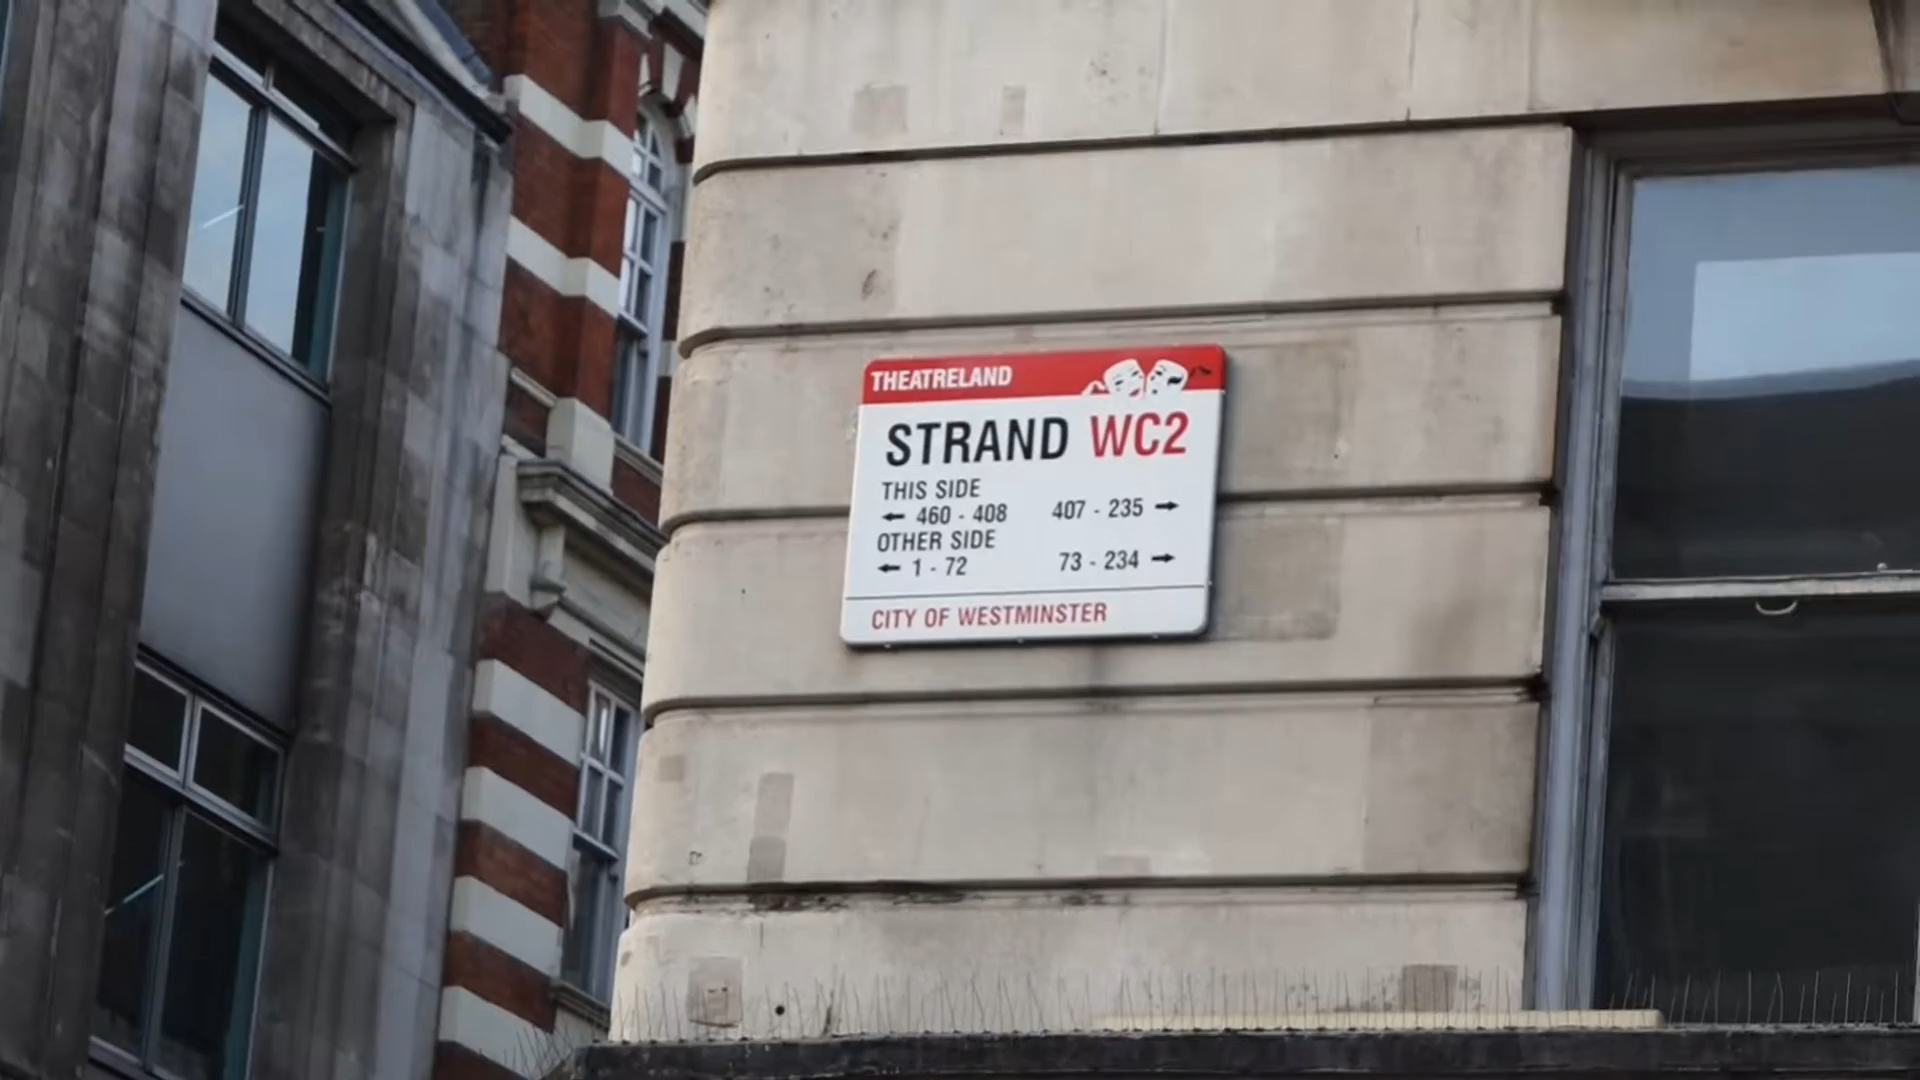 THEATRELAND
STRAND WC2
THIS SIDE
← 460 - 408 407 - 235 →
OTHER SIDE
← 1 - 72 73 - 234 →
CITY OF WESTMINSTER